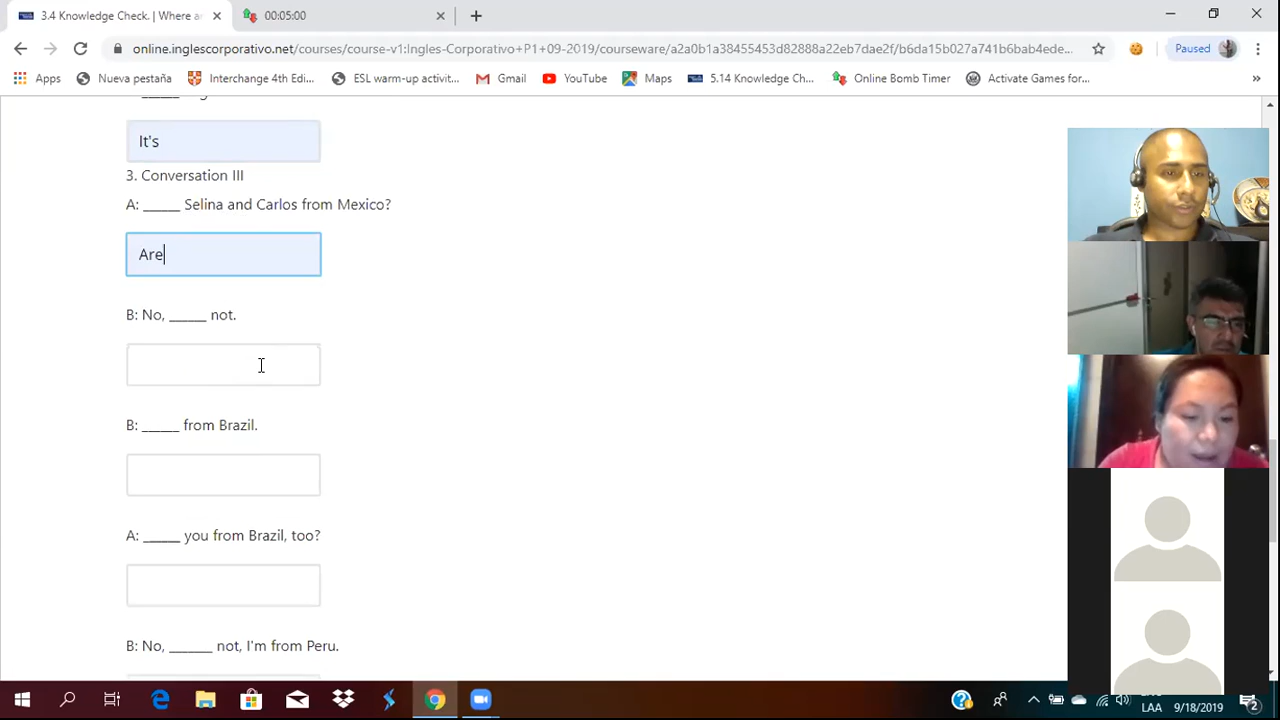 3.4 Knowledge Check. | Where a
00:05:00
online.inglescorporativo.net/courses/course-v1:Ingles-Corporativo+P1+09-2019/courseware/a2a0b1a38455453d82888a22eb7dae2f/b6da15b027a741b6bab4ede...
Paused
Apps
Nueva pestaña
Interchange 4th Edi...
ESL warm-up activit...
Gmail
YouTube
Maps
5.14 Knowledge Ch...
Online Bomb Timer
Activate Games for...
It's
3. Conversation III
A: _____ Selina and Carlos from Mexico?
Are
B: No, _____ not.
B: _____ from Brazil.
A: _____ you from Brazil, too?
B: No, ______ not, I'm from Peru.
LAA
9/18/2019
2